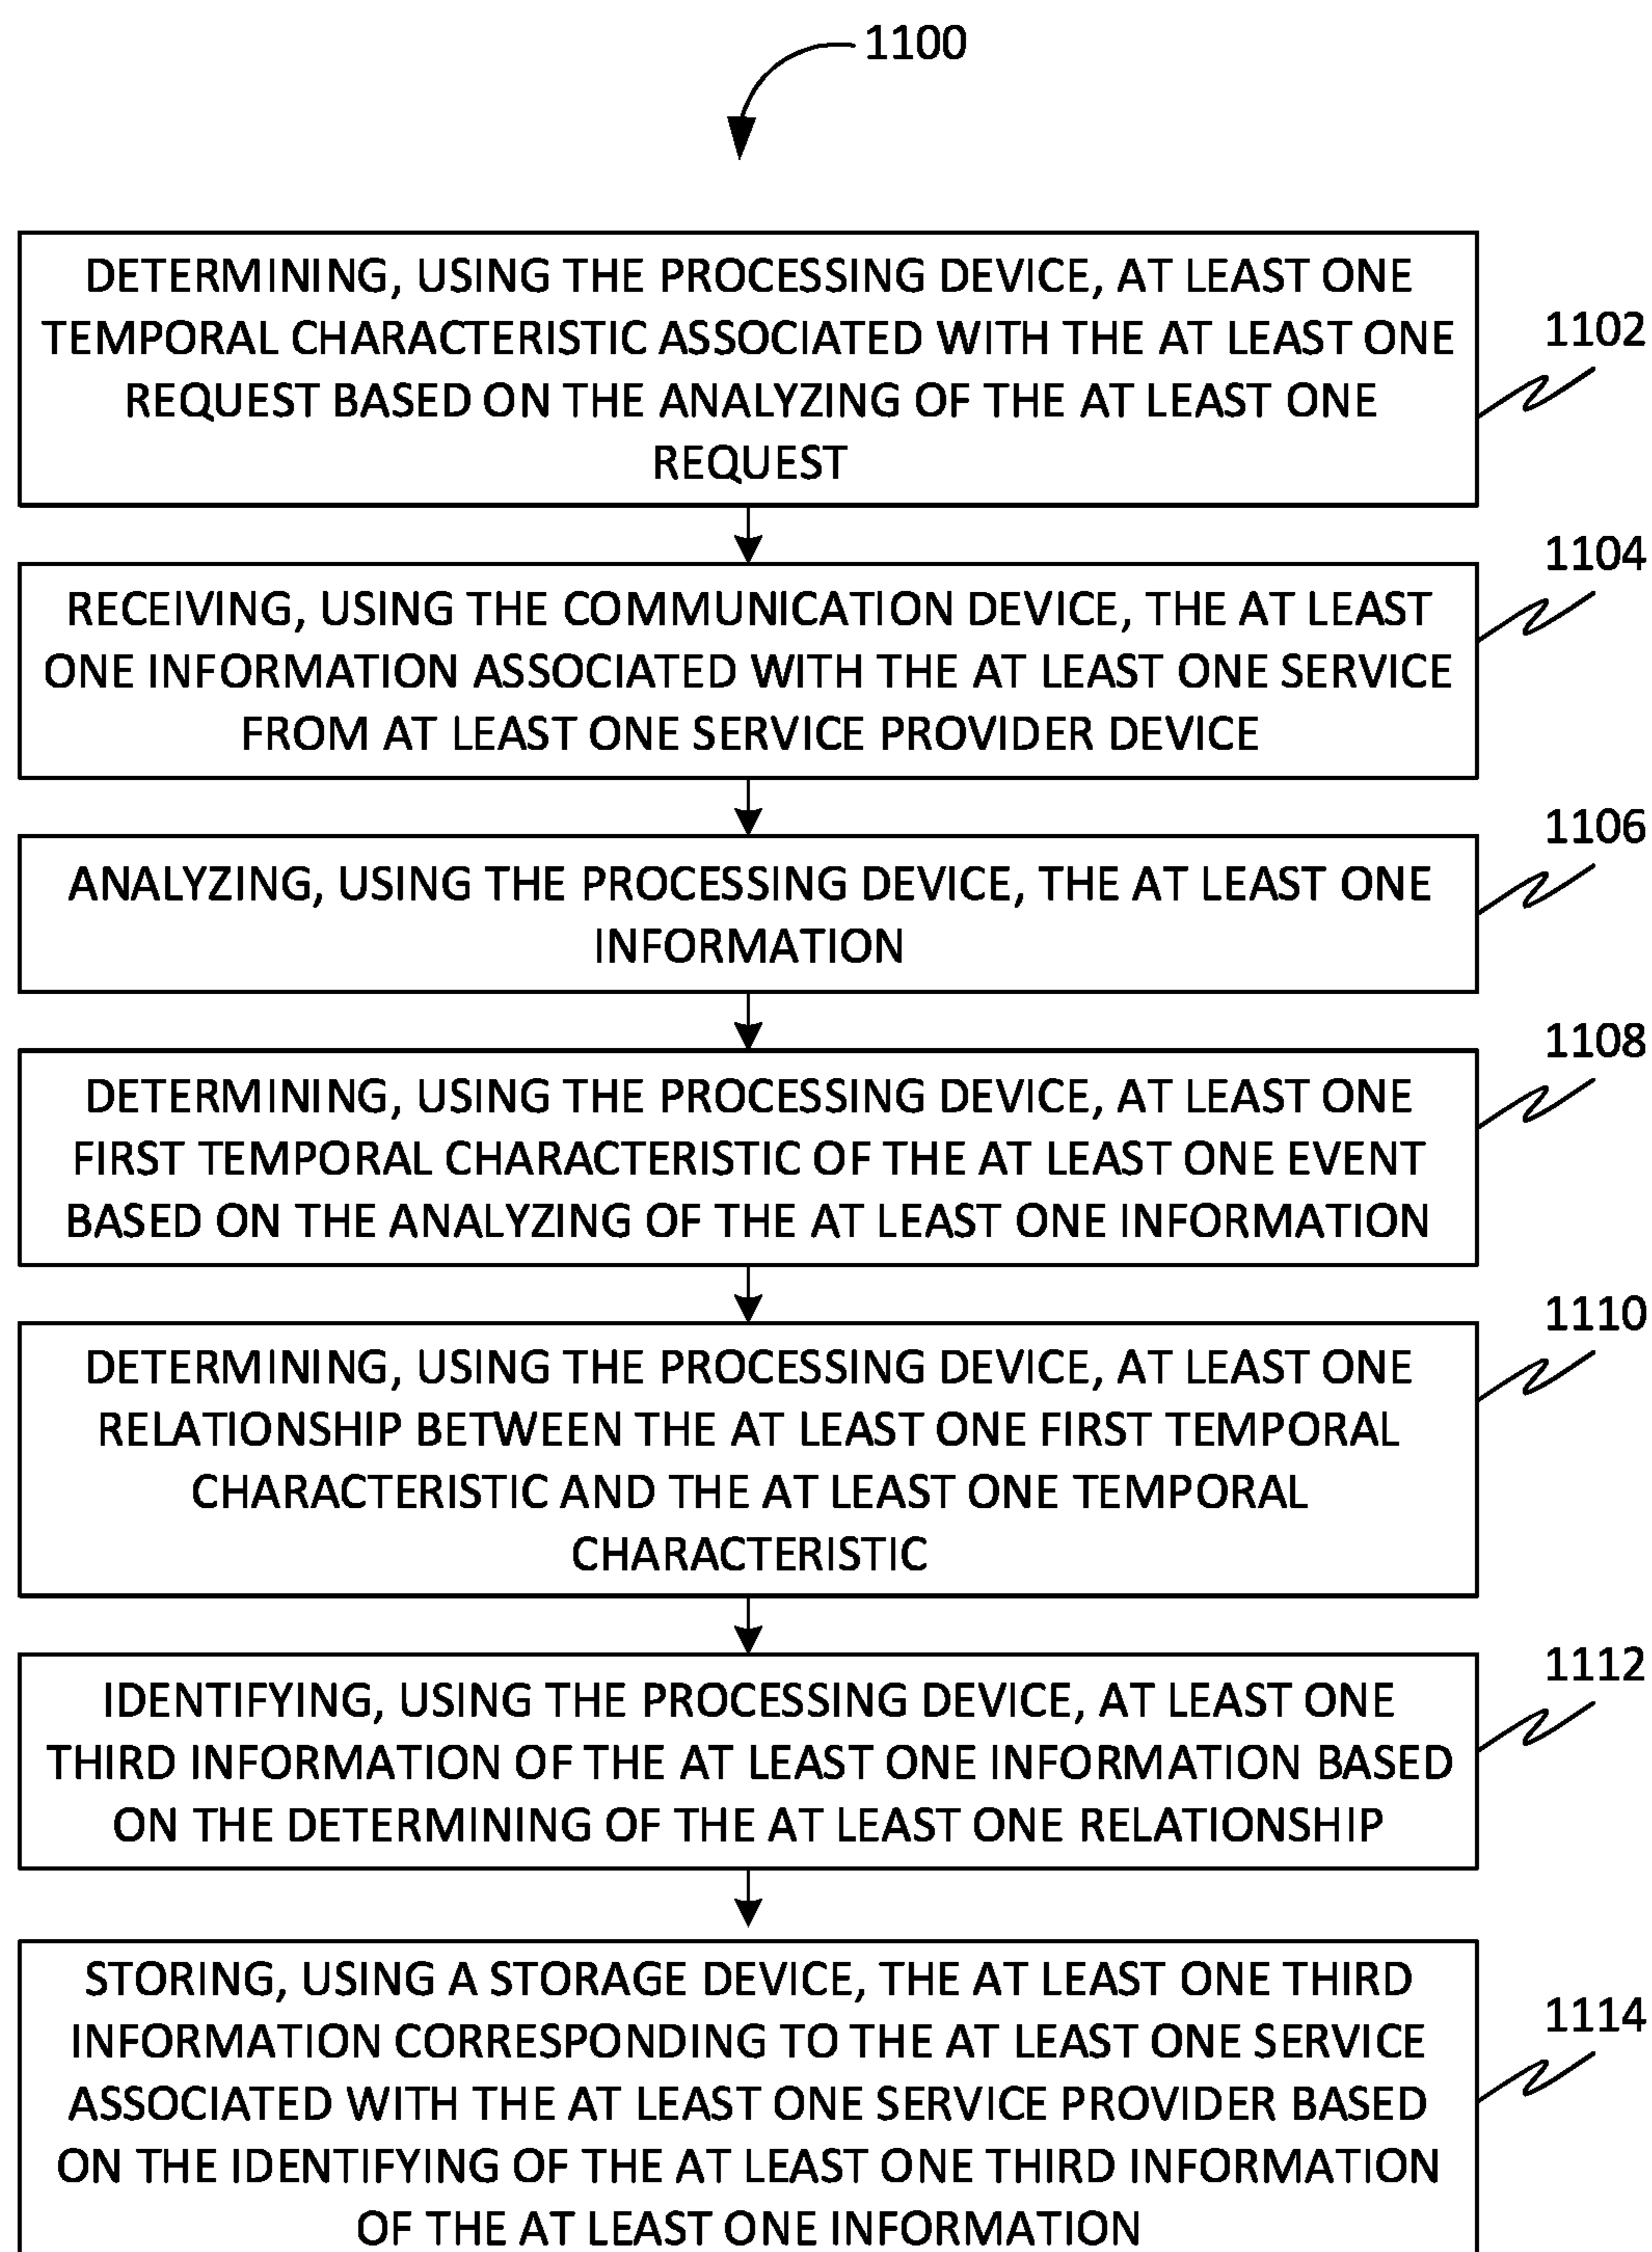 1100
DETERMINING, USING THE PROCESSING DEVICE, AT LEAST ONE
TEMPORAL CHARACTERISTIC ASSOCIATED WITH THE AT LEAST ONE
REQUEST BASED ON THE ANALYZING OF THE AT LEAST ONE
REQUEST
1102
RECEIVING, USING THE COMMUNICATION DEVICE, THE AT LEAST
ONE INFORMATION ASSOCIATED WITH THE AT LEAST ONE SERVICE
FROM AT LEAST ONE SERVICE PROVIDER DEVICE
1104
ANALYZING, USING THE PROCESSING DEVICE, THE AT LEAST ONE
INFORMATION
1106
DETERMINING, USING THE PROCESSING DEVICE, AT LEAST ONE
FIRST TEMPORAL CHARACTERISTIC OF THE AT LEAST ONE EVENT
BASED ON THE ANALYZING OF THE AT LEAST ONE INFORMATION
1108
DETERMINING, USING THE PROCESSING DEVICE, AT LEAST ONE
RELATIONSHIP BETWEEN THE AT LEAST ONE FIRST TEMPORAL
CHARACTERISTIC AND THE AT LEAST ONE TEMPORAL
CHARACTERISTIC
1110
IDENTIFYING, USING THE PROCESSING DEVICE, AT LEAST ONE
THIRD INFORMATION OF THE AT LEAST ONE INFORMATION BASED
ON THE DETERMINING OF THE AT LEAST ONE RELATIONSHIP
1112
STORING, USING A STORAGE DEVICE, THE AT LEAST ONE THIRD
INFORMATION CORRESPONDING TO THE AT LEAST ONE SERVICE
ASSOCIATED WITH THE AT LEAST ONE SERVICE PROVIDER BASED
ON THE IDENTIFYING OF THE AT LEAST ONE THIRD INFORMATION
OF THE AT LEAST ONE INFORMATION
1114